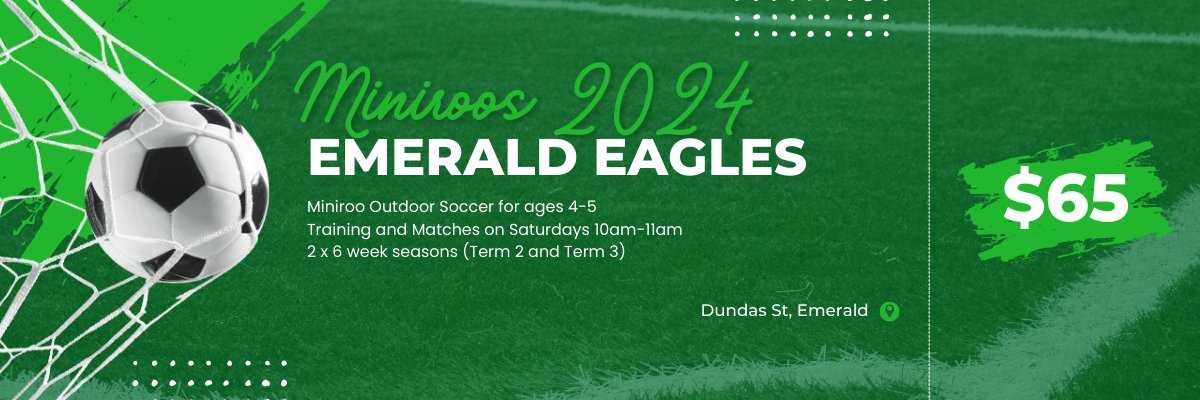 Miniroos 2024
EMERALD EAGLES
Miniroo Outdoor Soccer for ages 4-5
Training and Matches on Saturdays 10am-11am
2 x 6 week seasons (Term 2 and Term 3)
Dundas St, Emerald
$65